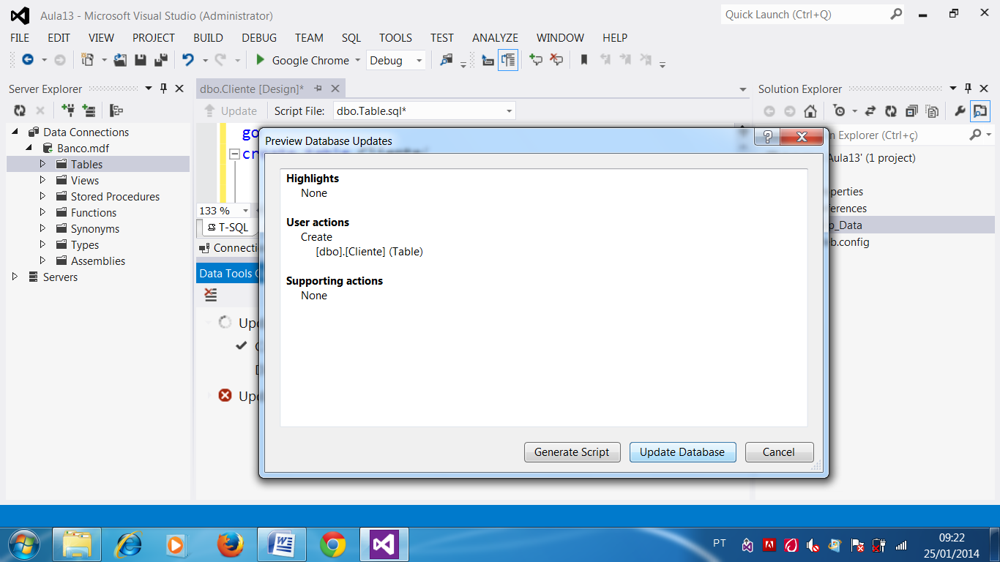 Aula13 - Microsoft Visual Studio (Administrator)
Quick Launch (Ctrl+Q)
FILE EDIT VIEW PROJECT BUILD DEBUG TEAM SQL TOOLS TEST ANALYZE WINDOW HELP
Google Chrome Debug
Server Explorer
dbo.Cliente [Design]*
Solution Explorer
Update Script File: dbo.Table.sql*
Data Connections
Banco.mdf
Tables
Views
Stored Procedures
Functions
Synonyms
Types
Assemblies
Servers
go
133 %
T-SQL
Connecti
Data Tools
Upd
Upd
Preview Database Updates
Highlights
None
User actions
Create
[dbo].[Cliente] (Table)
Supporting actions
None
Generate Script Update Database Cancel
n Explorer (Ctrl+ç)
Aula13' (1 project)
perties
erences
p_Data
b.config
PT
09:22
25/01/2014